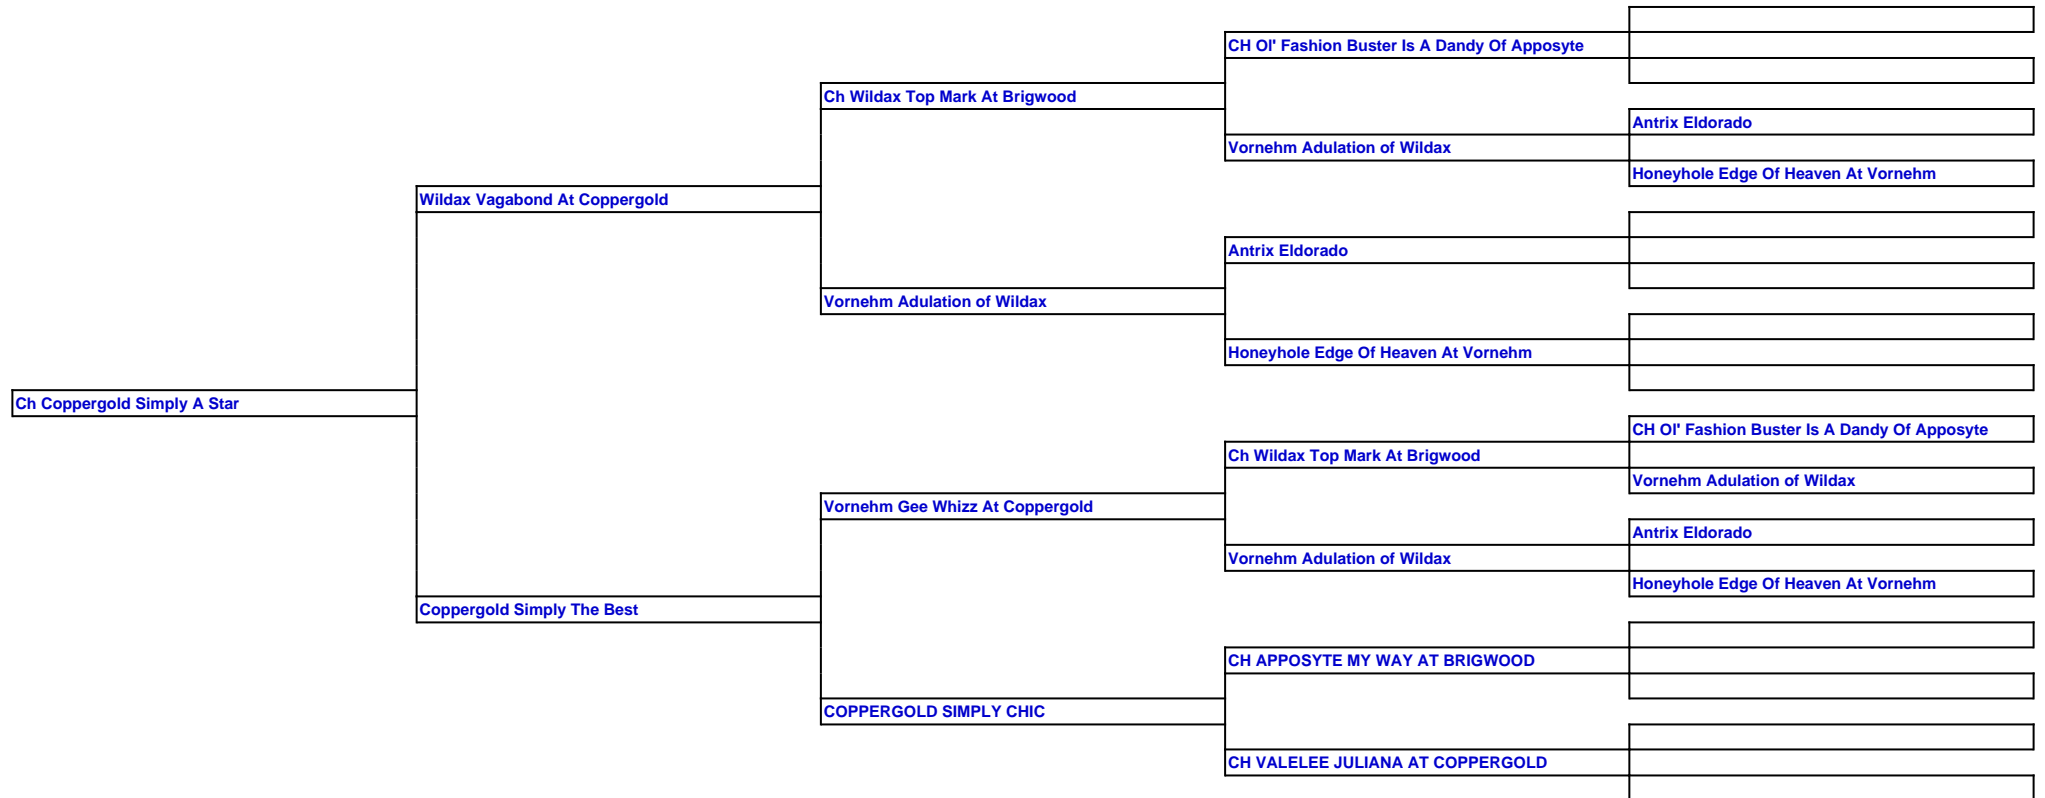 CH Ol' Fashion Buster Is A Dandy Of Apposyte
Ch Wildax Top Mark At Brigwood
Antrix Eldorado
Vornehm Adulation of Wildax
Honeyhole Edge Of Heaven At Vornehm
Wildax Vagabond At Coppergold
Antrix Eldorado
Vornehm Adulation of Wildax
Honeyhole Edge Of Heaven At Vornehm
Ch Coppergold Simply A Star
CH Ol' Fashion Buster Is A Dandy Of Apposyte
Ch Wildax Top Mark At Brigwood
Vornehm Adulation of Wildax
Vornehm Gee Whizz At Coppergold
Antrix Eldorado
Vornehm Adulation of Wildax
Honeyhole Edge Of Heaven At Vornehm
Coppergold Simply The Best
CH APPOSYTE MY WAY AT BRIGWOOD
COPPERGOLD SIMPLY CHIC
CH VALELEE JULIANA AT COPPERGOLD